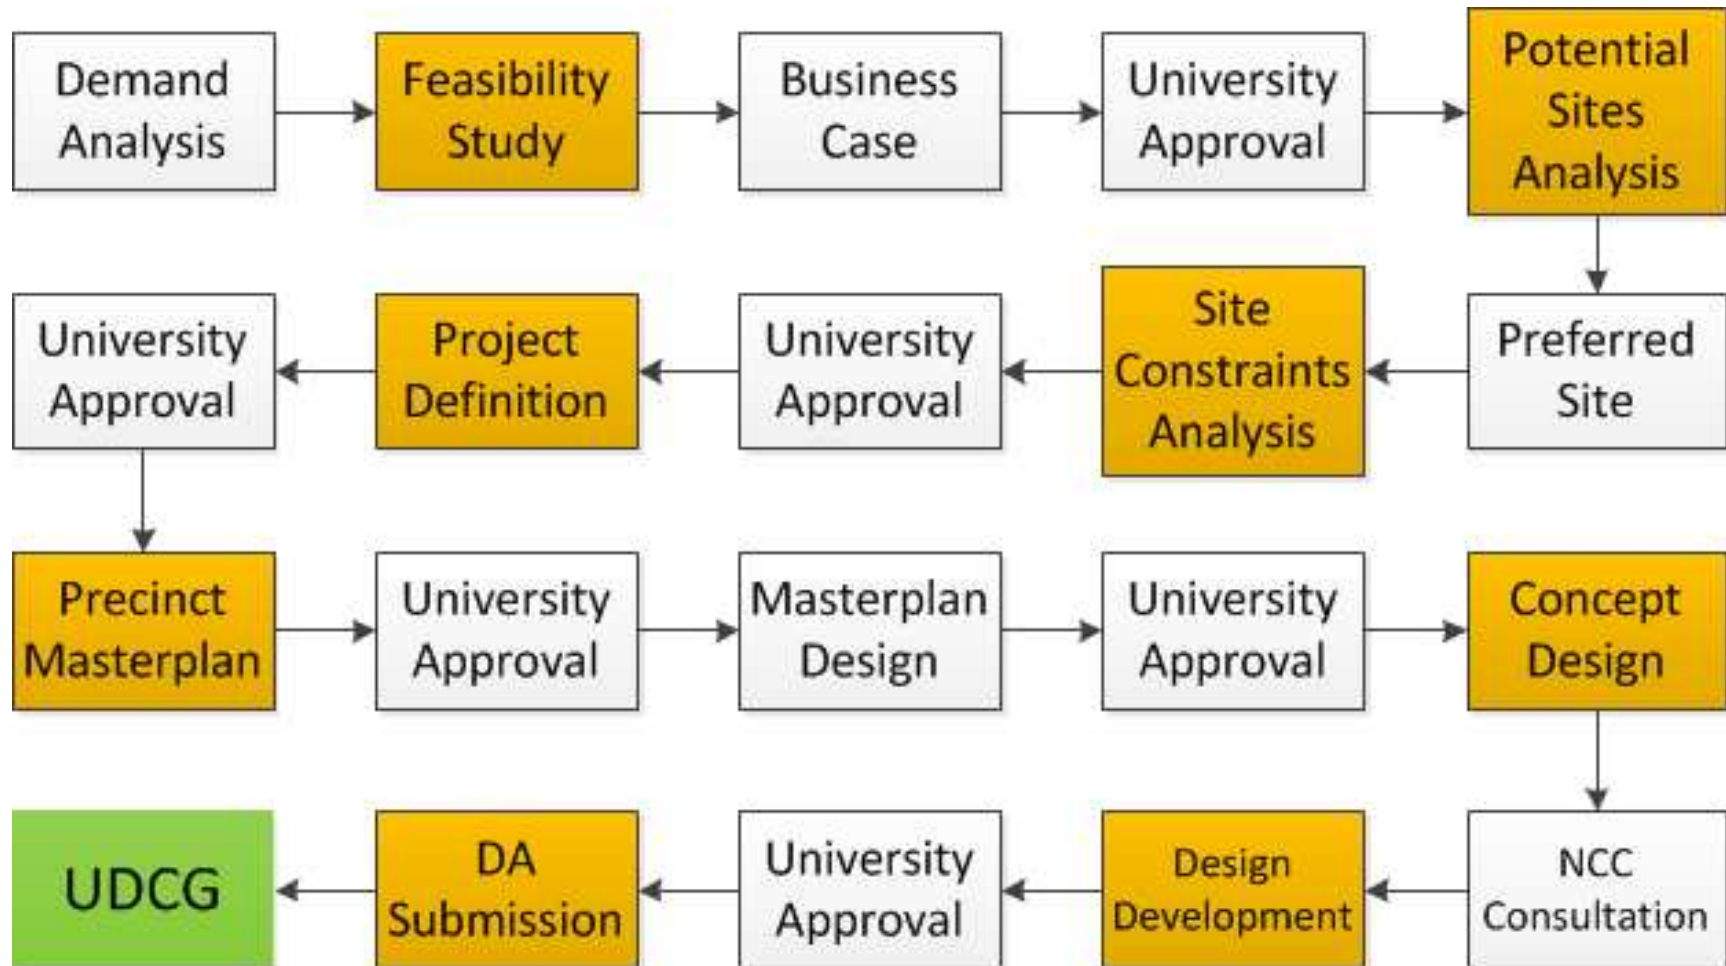 Demand
Analysis
Feasibility
Study
Business
Case
University
Approval
Potential
Sites
Analysis
University
Approval
Project
Definition
University
Approval
Site
Constraints
Analysis
Preferred
Site
Precinct
Masterplan
University
Approval
Masterplan
Design
University
Approval
Concept
Design
UDCG
DA
Submission
University
Approval
Design
Development
NCC
Consultation